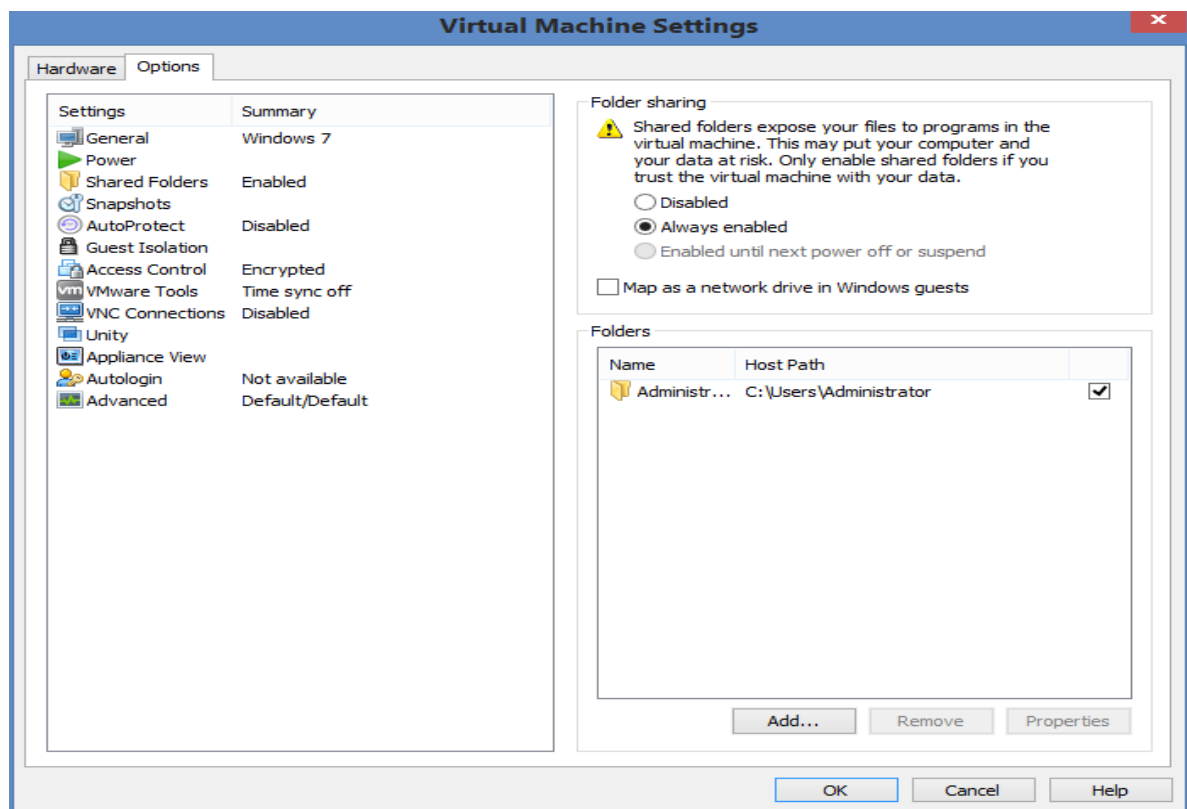 Virtual Machine Settings
Hardware
Options
Settings Summary
General Windows 7
Power
Shared Folders Enabled
Snapshots
AutoProtect Disabled
Guest Isolation
Access Control Encrypted
VMware Tools Time sync off
VNC Connections Disabled
Unity
Appliance View
Autologin Not available
Advanced Default/Default
Folder sharing
Shared folders expose your files to programs in the
virtual machine. This may put your computer and
your data at risk. Only enable shared folders if you
trust the virtual machine with your data.
Disabled
Always enabled
Enabled until next power off or suspend
Map as a network drive in Windows guests
Folders
Name Host Path
Administr... C:\Users\Administrator
Add... Remove Properties
OK Cancel Help